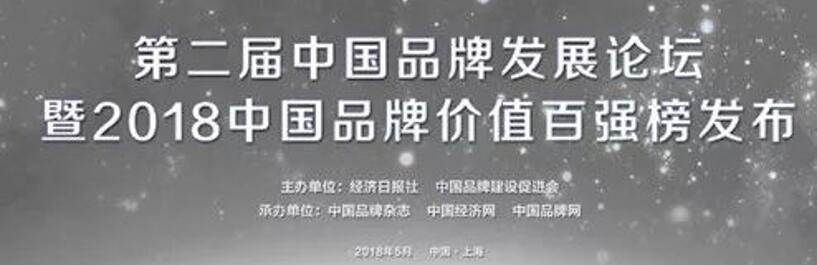 第二届中国品牌发展论坛
暨2018中国品牌价值百强榜发布
主办单位：经济日报社 中国品牌建设促进会
承办单位：中国品牌杂志 中国经济网 中国品牌网
2018年5月 中国·上海